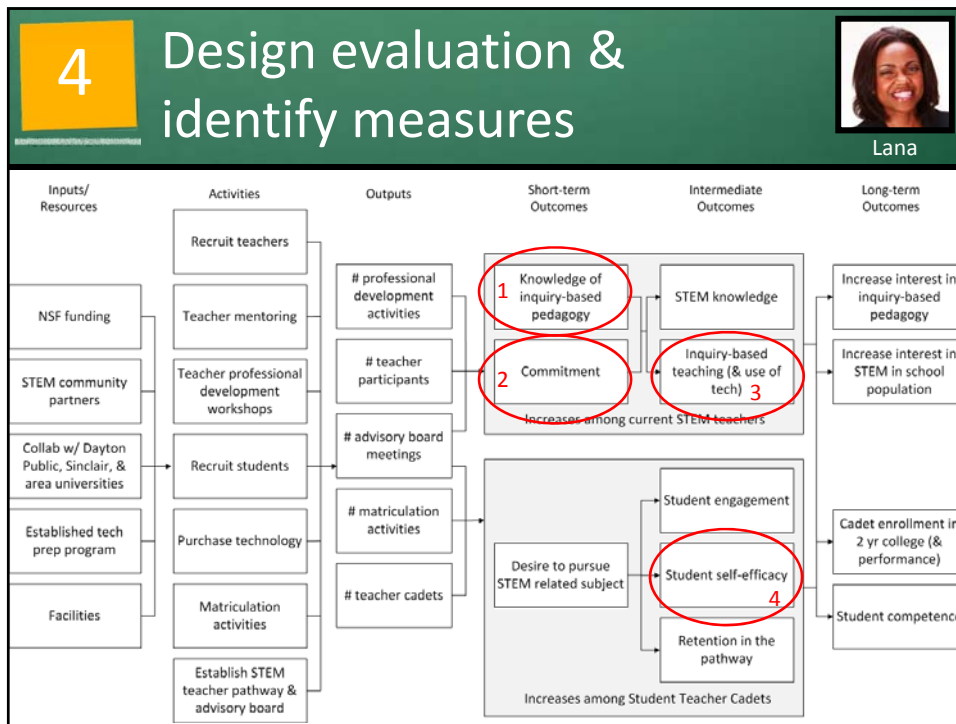 4
Design evaluation &
identify measures
Lana
Inputs/
Resources
Activities
Outputs
Short-term
Outcomes
Intermediate
Outcomes
Long-term
Outcomes
NSF funding
STEM community
partners
Collab w/ Dayton
Public, Sinclair, &
area universities
Established tech
prep program
Facilities
Recruit teachers
Teacher mentoring
Teacher professional
development
workshops
Recruit students
Purchase technology
Matriculation
activities
Establish STEM
teacher pathway &
advisory board
# professional
development
activities
# teacher
participants
# advisory board
meetings
# matriculation
activities
# teacher cadets
1
Knowledge of
inquiry-based
pedagogy
2
Commitment
STEM knowledge
Inquiry-based
teaching (& use of
tech)
3
Increases among current STEM teachers
Desire to pursue
STEM related subject
Student engagement
Student self-efficacy
4
Retention in the
pathway
Increases among Student Teacher Cadets
Increase interest in
inquiry-based
pedagogy
Increase interest in
STEM in school
population
Cadet enrollment in
2 yr college (&
performance)
Student competence